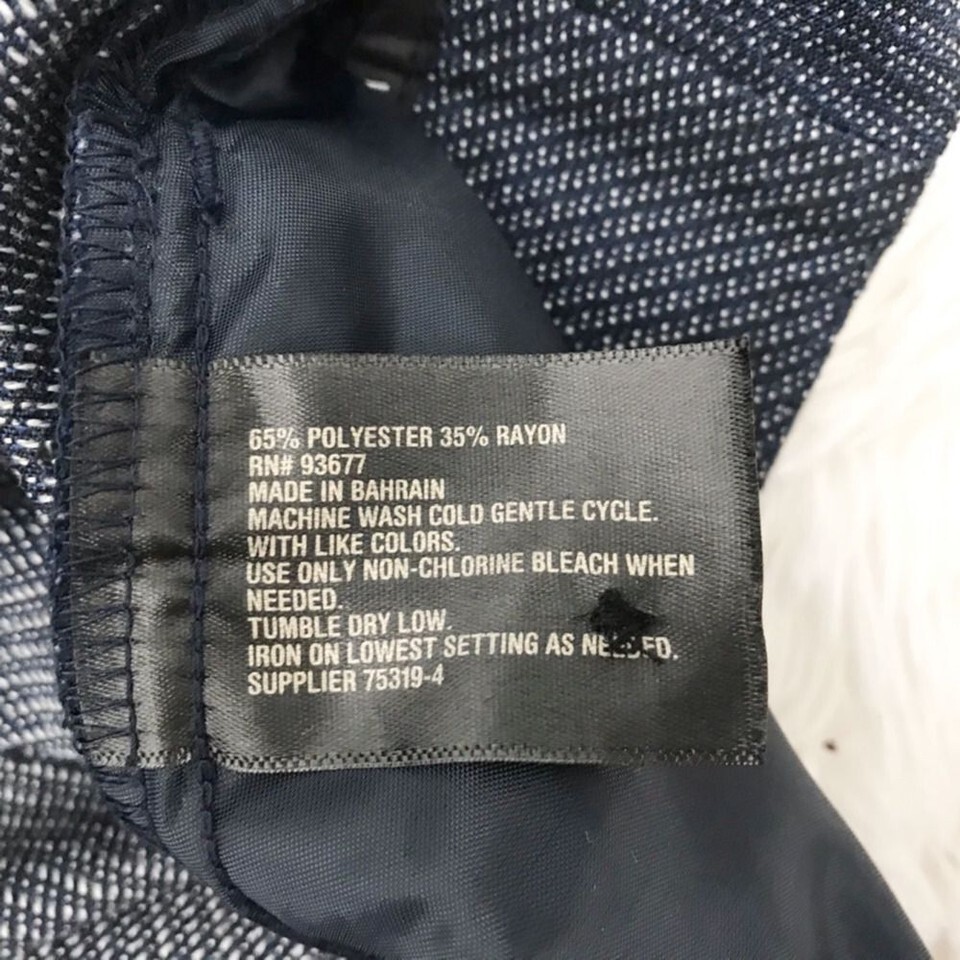 65% POLYESTER 35% RAYON
RN# 93677
MADE IN BAHRAIN
MACHINE WASH COLD GENTLE CYCLE.
WITH LIKE COLORS.
USE ONLY NON-CHLORINE BLEACH WHEN
NEEDED.
TUMBLE DRY LOW.
IRON ON LOWEST SETTING AS NEEDED.
SUPPLIER 75319-4